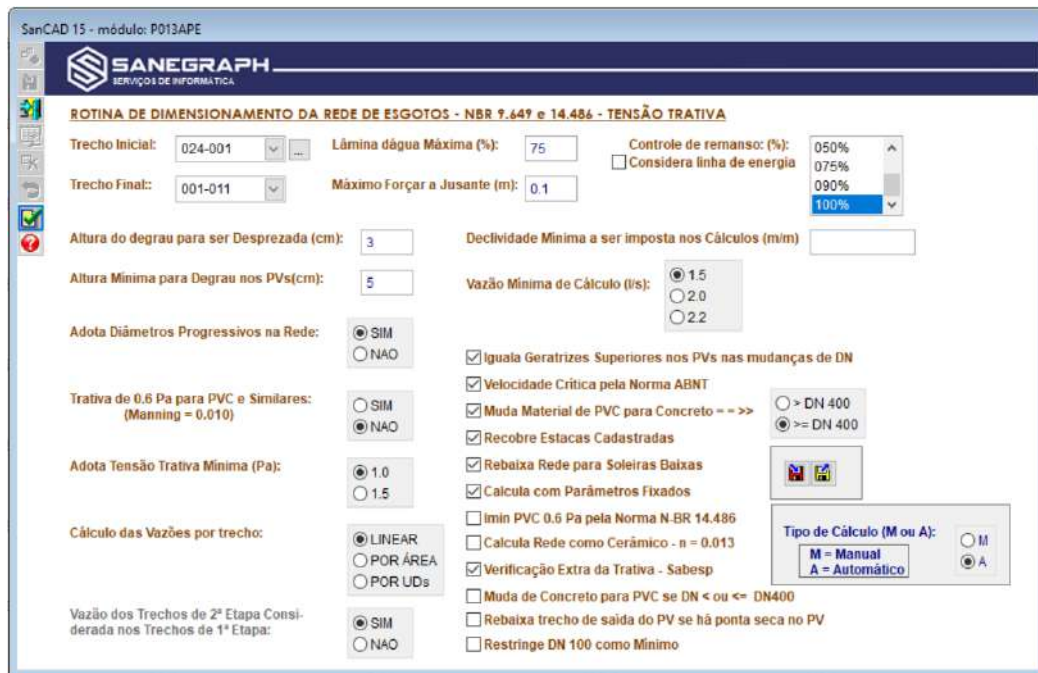 SanCAD 15 - módulo: P013APE
SANEGRAPH
SERVIÇOS DE INFORMÁTICA
ROTINA DE DIMENSIONAMENTO DA REDE DE ESGOTOS - NBR 9.649 e 14.486 - TENSÃO TRATIVA
Trecho Inicial: 024-001 ... Lâmina dágua Máxima (%): 75 Controle de remanso: (%):
Considera linha de energia
050%
075%
090%
100%
Trecho Final:: 001-011 Máximo Forçar a Jusante (m): 0.1
Altura do degrau para ser Desprezada (cm): 3 Declividade Mínima a ser imposta nos Cálculos (m/m)
Altura Mínima para Degrau nos PVs(cm): 5 Vazão Mínima de Cálculo (l/s):
1.5
2.0
2.2
Adota Diâmetros Progressivos na Rede:
SIM
NAO
Trativa de 0.6 Pa para PVC e Similares:
(Manning = 0.010)
SIM
NAO
Adota Tensão Trativa Mínima (Pa):
1.0
1.5
Cálculo das Vazões por trecho:
LINEAR
POR ÁREA
POR UDs
Vazão dos Trechos de 2ª Etapa Consi-
derada nos Trechos de 1ª Etapa:
SIM
NAO
Iguala Geratrizes Superiores nos PVs nas mudanças de DN
Velocidade Crítica pela Norma ABNT
Muda Material de PVC para Concreto = = >>
> DN 400
>= DN 400
Recobre Estacas Cadastradas
Rebaixa Rede para Soleiras Baixas
Calcula com Parâmetros Fixados
Imin PVC 0.6 Pa pela Norma N-BR 14.486
Calcula Rede como Cerâmico - n = 0.013
Verificação Extra da Trativa - Sabesp
Muda de Concreto para PVC se DN < ou <= DN400
Rebaixa trecho de saída do PV se há ponta seca no PV
Restringe DN 100 como Mínimo
Tipo de Cálculo (M ou A):
M = Manual
A = Automático
M
A